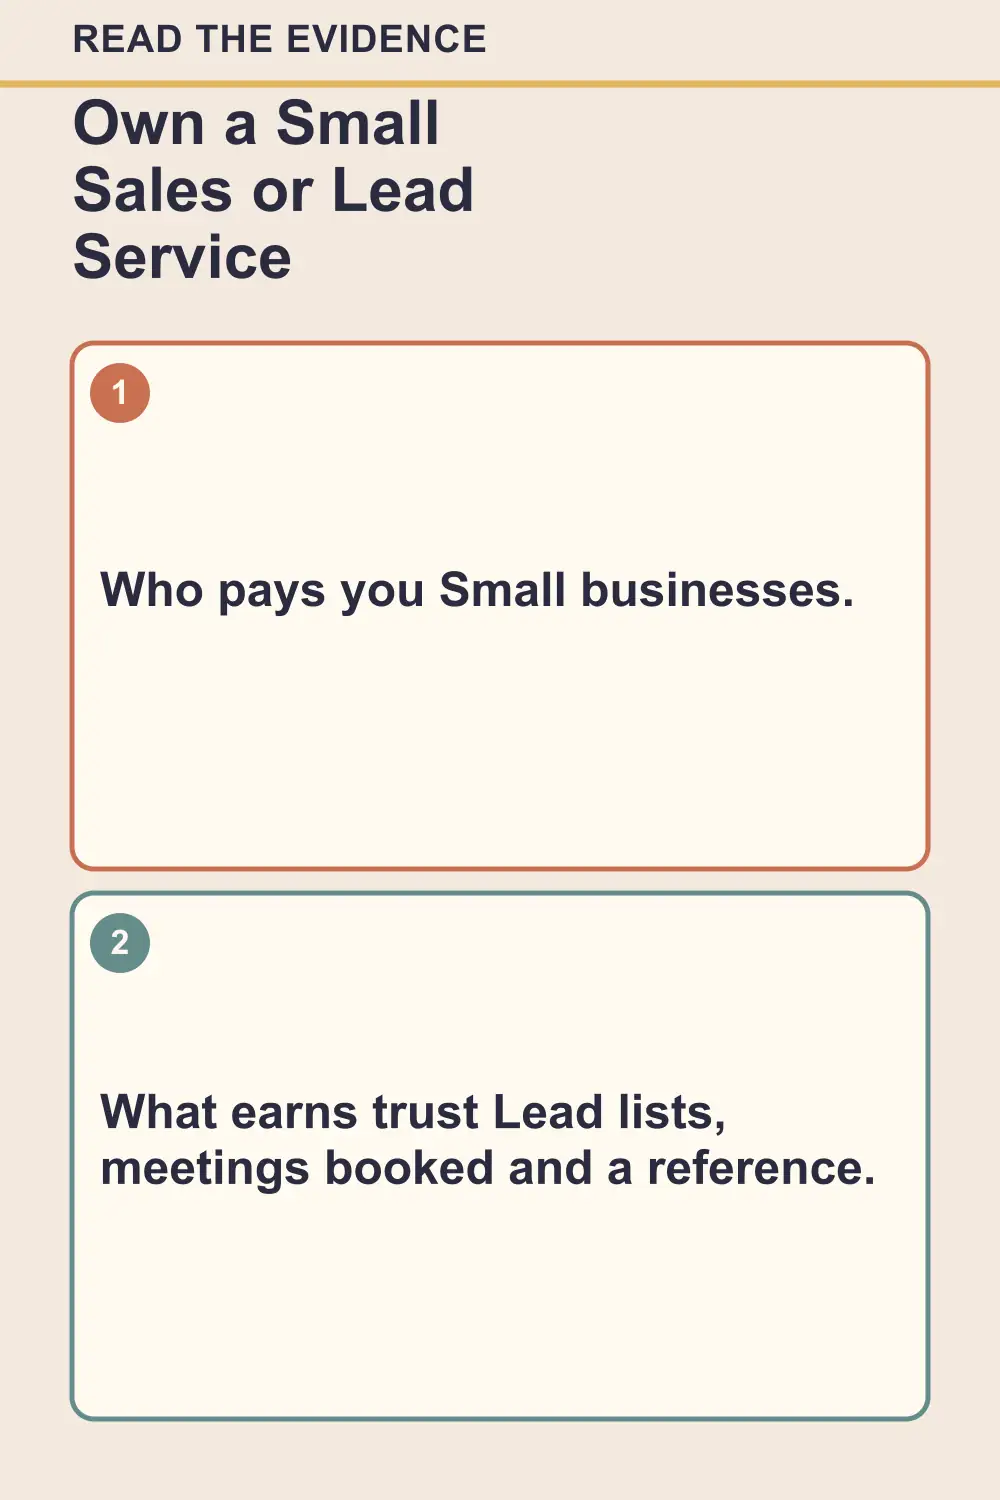 READ THE EVIDENCE
Own a Small
Sales or Lead
Service
1
Who pays you Small businesses.
2
What earns trust Lead lists,
meetings booked and a reference.